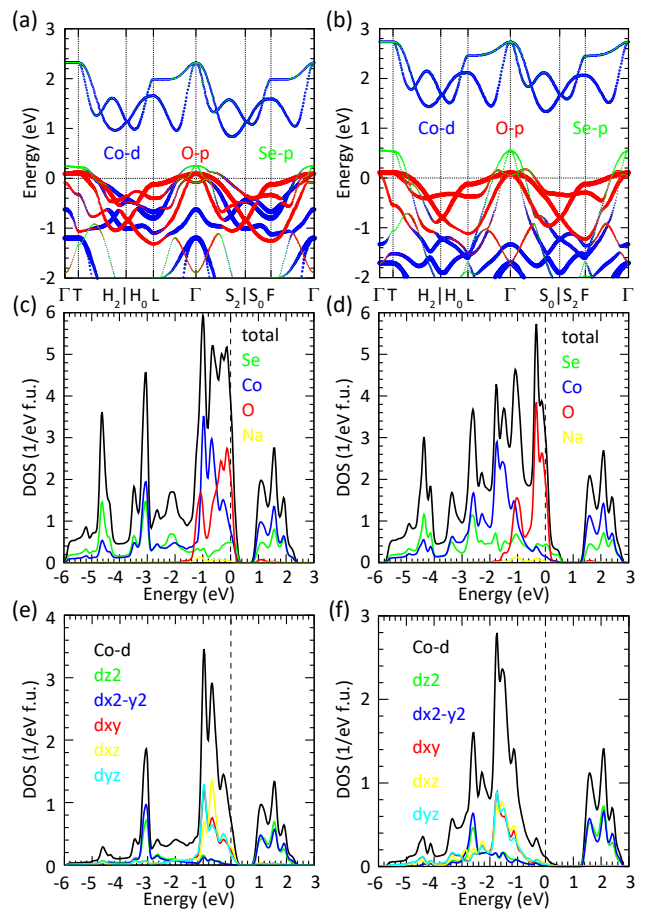 (a)
3
2
1
0
-1
-2
Energy (eV)
Co-d O-p Se-p
Γ T H2|H0 L Γ S2|S0 F Γ
(b)
3
2
1
0
-1
-2
Energy (eV)
Co-d O-p Se-p
Γ T H2|H0 L Γ S0|S2 F Γ
(c)
6
5
4
3
2
1
0
DOS (1/eV f.u.)
total
Se
Co
O
Na
-6 -5 -4 -3 -2 -1 0 1 2 3
Energy (eV)
(d)
6
5
4
3
2
1
0
DOS (1/eV f.u.)
total
Se
Co
O
Na
-6 -5 -4 -3 -2 -1 0 1 2 3
Energy (eV)
(e)
4
3
2
1
0
DOS (1/eV f.u.)
Co-d
dz2
dx2-y2
dxy
dxz
dyz
-6 -5 -4 -3 -2 -1 0 1 2 3
Energy (eV)
(f)
3
2
1
0
DOS (1/eV f.u.)
Co-d
dz2
dx2-y2
dxy
dxz
dyz
-6 -5 -4 -3 -2 -1 0 1 2 3
Energy (eV)